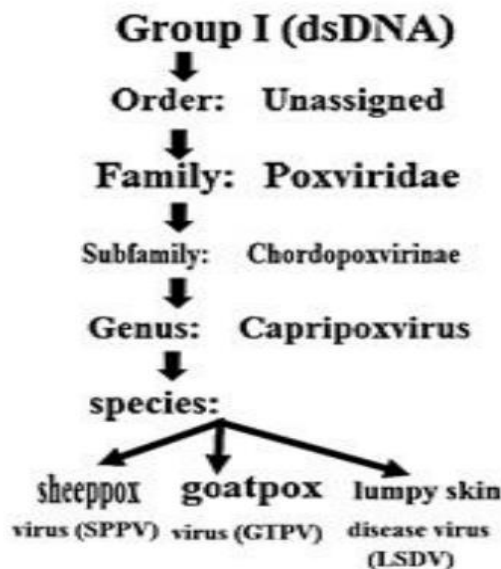 Group I (dsDNA)
Order: Unassigned
Family: Poxviridae
Subfamily: Chordopoxvirinae
Genus: Capripoxvirus
species:
sheeppox goatpox lumpy skin
virus (SPPV) virus (GTPV) disease virus
(LSDV)